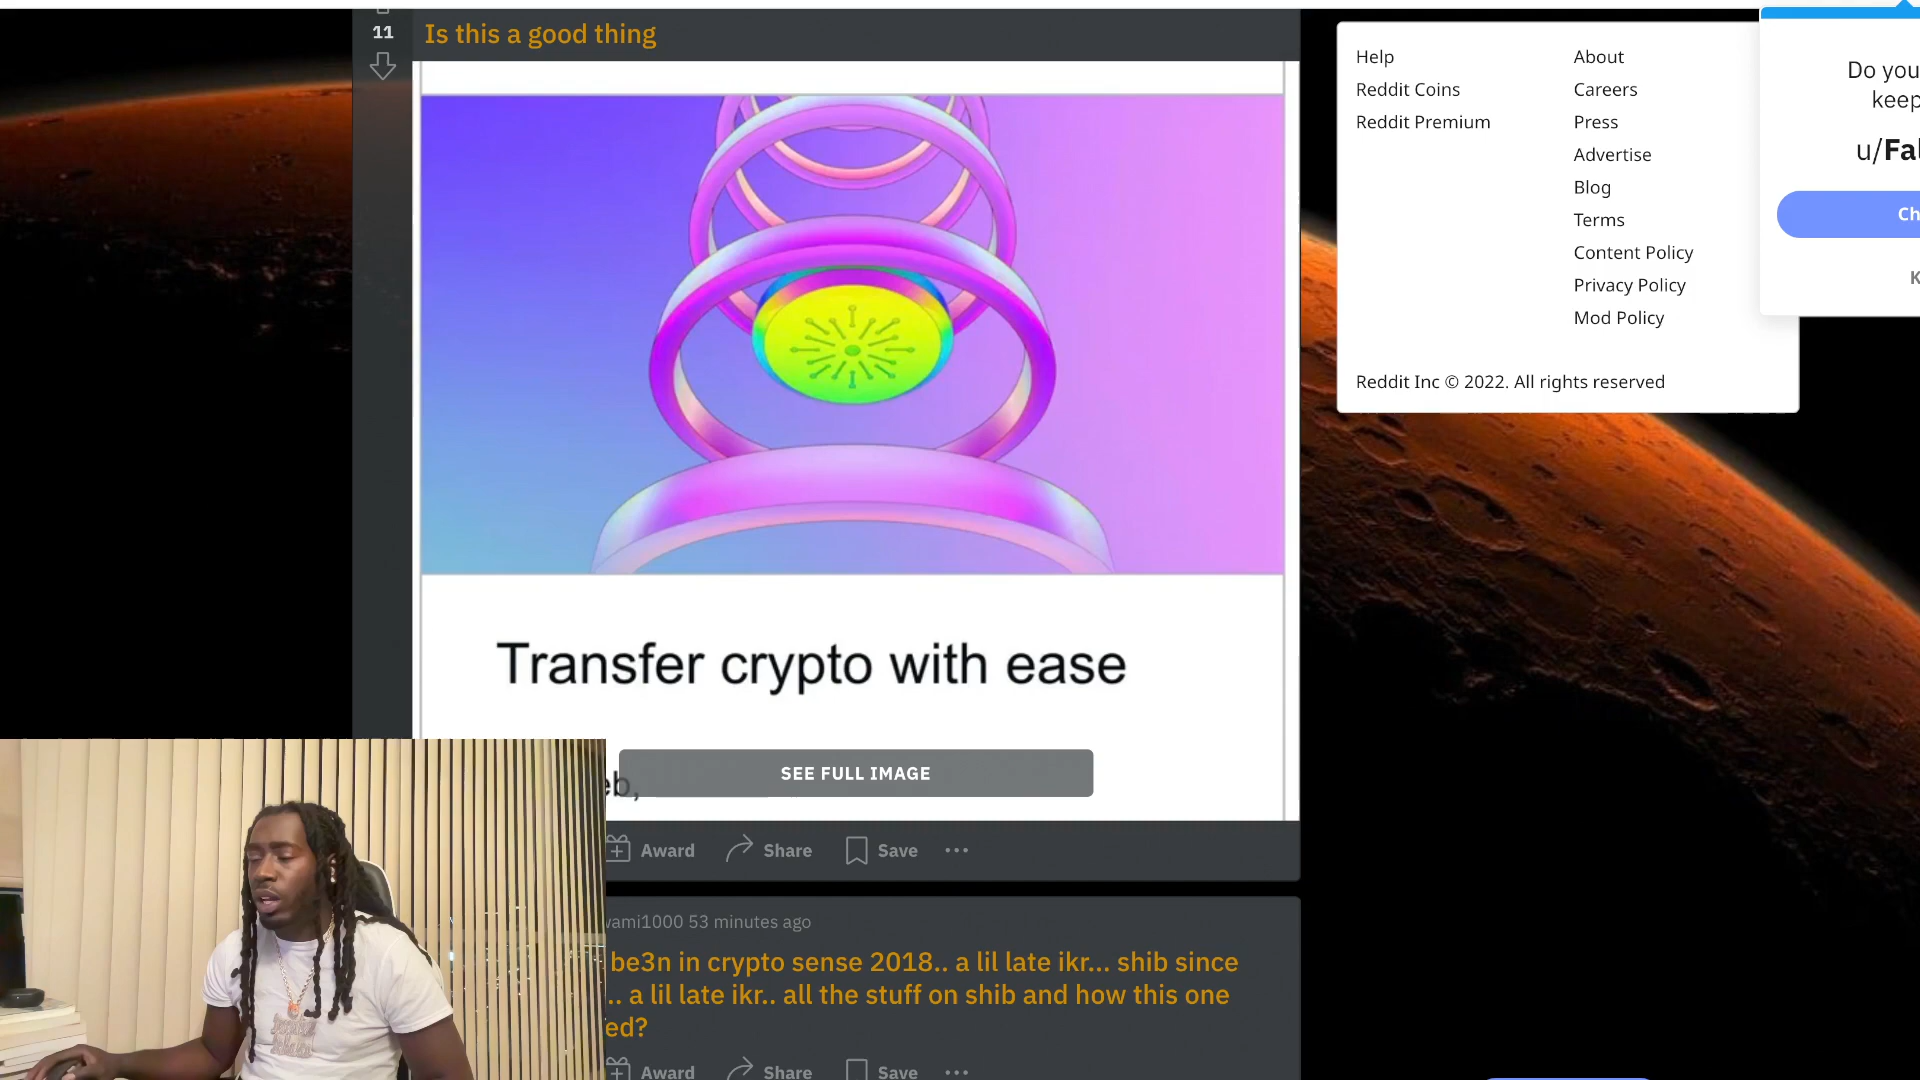 11
Is this a good thing
Transfer crypto with ease
eb,
SEE FULL IMAGE
Award
Share
Save
wami1000 53 minutes ago
be3n in crypto sense 2018.. a lil late ikr... shib since
.. a lil late ikr.. all the stuff on shib and how this one
ed?
Award
Share
Save
Help
Reddit Coins
Reddit Premium
About
Careers
Press
Advertise
Blog
Terms
Content Policy
Privacy Policy
Mod Policy
Reddit Inc © 2022. All rights reserved
Do you
keep
u/Fal
Ch
K